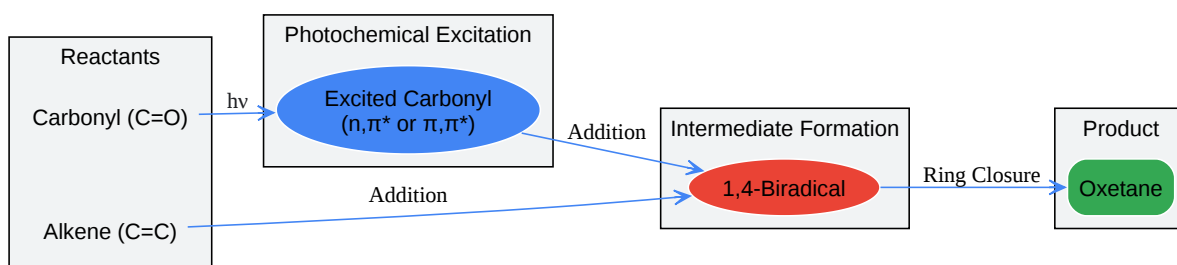 Reactants
Carbonyl (C=O)
Alkene (C=C)
hν
Photochemical Excitation
Excited Carbonyl
(n,π* or π,π*)
Addition
Addition
Intermediate Formation
1,4-Biradical
Ring Closure
Product
Oxetane